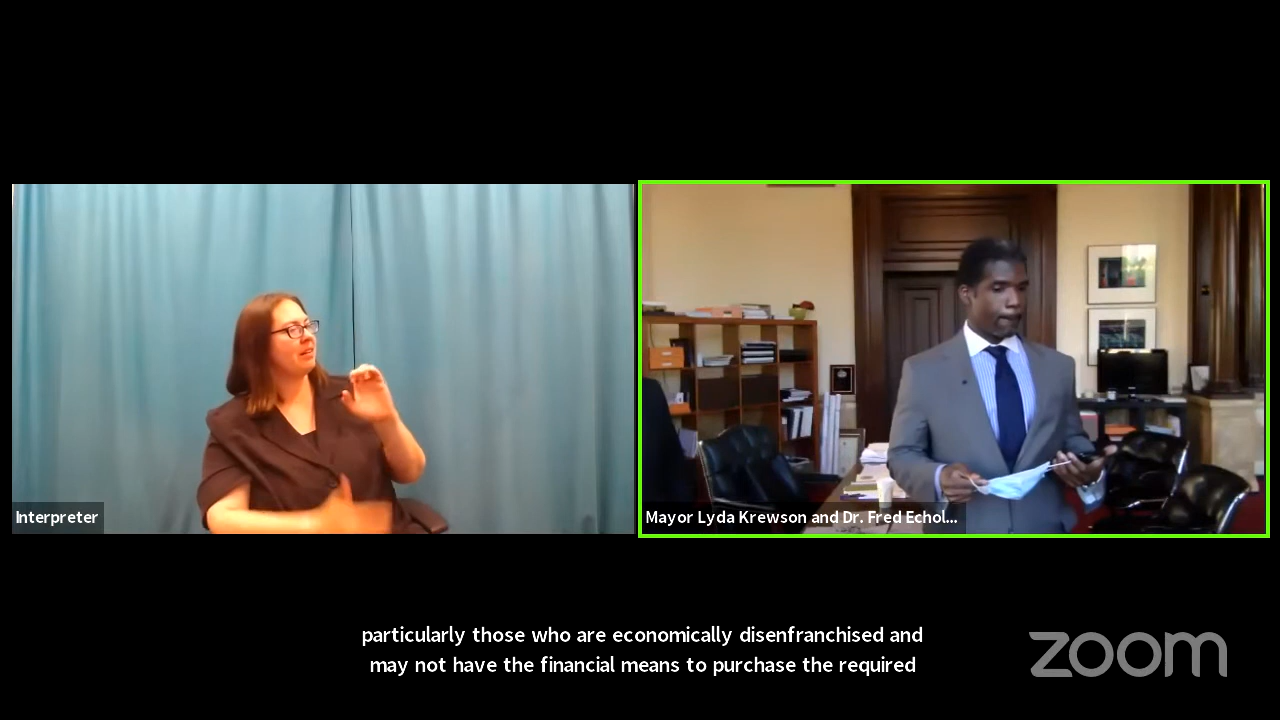 Interpreter
Mayor Lyda Krewson and Dr. Fred Echol...
particularly those who are economically disenfranchised and
may not have the financial means to purchase the required
zoom